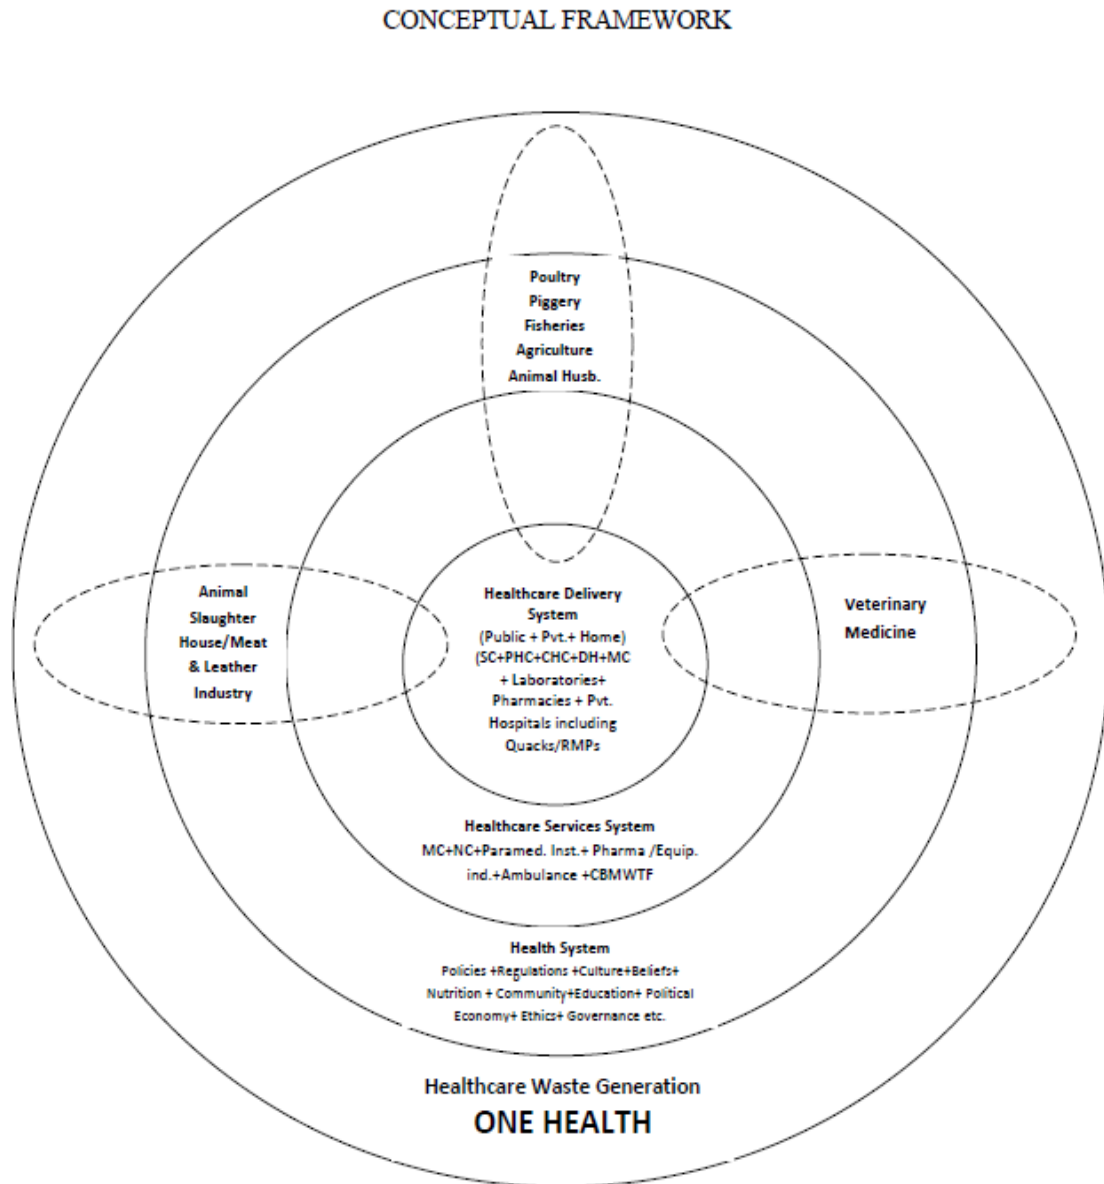 CONCEPTUAL FRAMEWORK
Poultry
Piggery
Fisheries
Agriculture
Animal Husb.
Animal
Slaughter
House/Meat
& Leather
Industry
Healthcare Delivery
System
(Public + Pvt.+ Home)
(SC+PHC+CHC+DH+MC
+ Laboratories+
Pharmacies + Pvt.
Hospitals including
Quacks/RMPs
Veterinary
Medicine
Healthcare Services System
MC+NC+Paramed. Inst.+ Pharma /Equip.
ind.+Ambulance +CBMWTF
Health System
Policies +Regulations +Culture+Beliefs+
Nutrition + Community+Education+ Political
Economy+ Ethics+ Governance etc.
Healthcare Waste Generation
ONE HEALTH